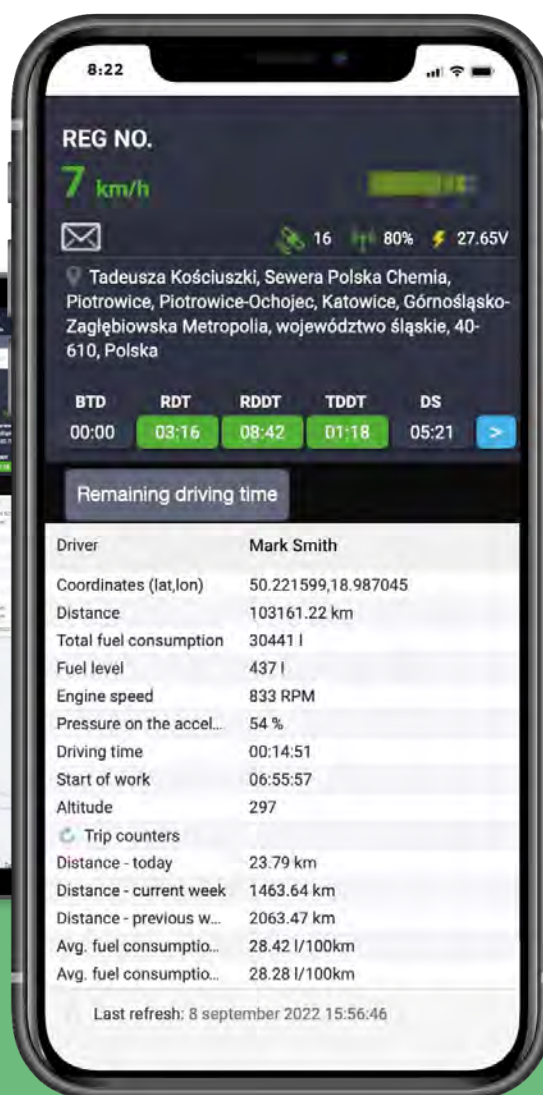 8:22
REG NO.
7 km/h
16 80% 27.65V
Tadeusza Kościuszki, Sewera Polska Chemia,
Piotrowice, Piotrowice-Ochojec, Katowice, Górnośląsko-
Zagłębiowska Metropolia, województwo śląskie, 40-
610, Polska
BTD RDT RDDT TDDT DS
00:00 03:16 08:42 01:18 05:21 >
Remaining driving time
Driver Mark Smith
Coordinates (lat,lon) 50.221599,18.987045
Distance 103161.22 km
Total fuel consumption 30441 l
Fuel level 437 l
Engine speed 833 RPM
Pressure on the accel... 54 %
Driving time 00:14:51
Start of work 06:55:57
Altitude 297
Trip counters
Distance - today 23.79 km
Distance - current week 1463.64 km
Distance - previous w... 2063.47 km
Avg. fuel consumptio... 28.42 l/100km
Avg. fuel consumptio... 28.28 l/100km
Last refresh: 8 september 2022 15:56:46